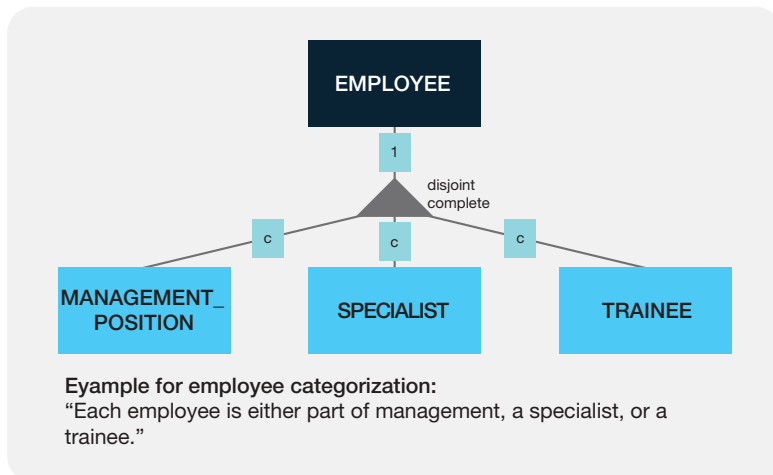 EMPLOYEE
1
disjoint
complete
c
c
c
MANAGEMENT_
POSITION
SPECIALIST
TRAINEE
Eyample for employee categorization:
“Each employee is either part of management, a specialist, or a
trainee.”